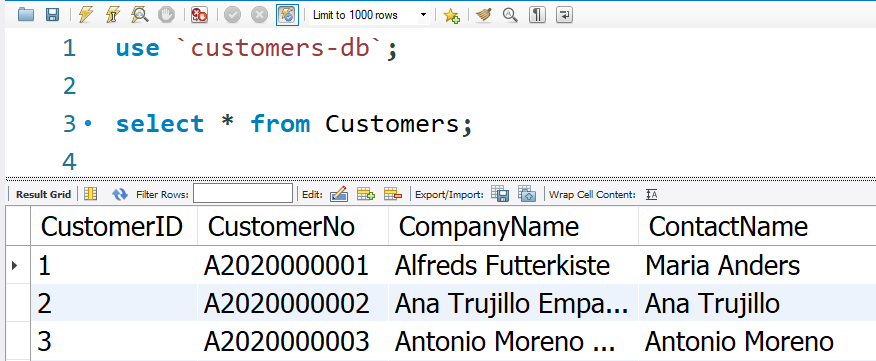 Limit to 1000 rows
1 use `customers-db`;
2
3 select * from Customers;
4
Result Grid Filter Rows: Edit: Export/Import: Wrap Cell Content: IA
CustomerID CustomerNo CompanyName ContactName
1 A2020000001 Alfreds Futterkiste Maria Anders
2 A2020000002 Ana Trujillo Empa... Ana Trujillo
3 A2020000003 Antonio Moreno ... Antonio Moreno